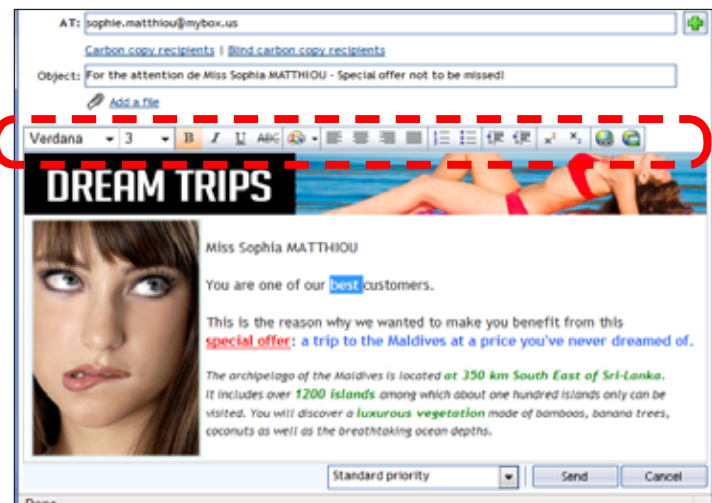 AT: sophie.matthiou@mybox.us
Carbon copy recipients | Blind carbon copy recipients
Object: For the attention de Miss Sophia MATTHIOU - Special offer not to be missed!
Add a file
Verdana 3 B I U ABC x² x₂
DREAM TRIPS
Miss Sophia MATTHIOU
You are one of our best customers.
This is the reason why we wanted to make you benefit from this
special offer: a trip to the Maldives at a price you've never dreamed of.
The archipelago of the Maldives is located at 350 km South East of Sri-Lanka.
It includes over 1200 islands among which about one hundred islands only can be
visited. You will discover a luxurous vegetation made of bamboos, banana trees,
coconuts as well as the breathtaking ocean depths.
Standard priority Send Cancel